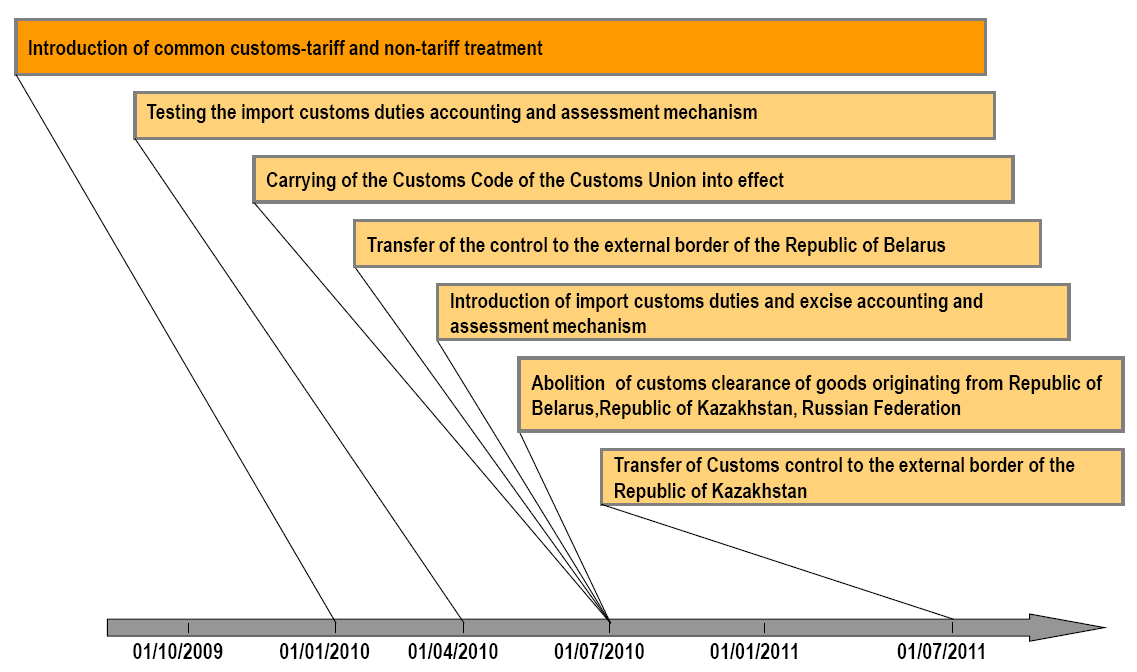 Introduction of common customs-tariff and non-tariff treatment
Testing the import customs duties accounting and assessment mechanism
Carrying of the Customs Code of the Customs Union into effect
Transfer of the control to the external border of the Republic of Belarus
Introduction of import customs duties and excise accounting and
assessment mechanism
Abolition of customs clearance of goods originating from Republic of
Belarus,Republic of Kazakhstan, Russian Federation
Transfer of Customs control to the external border of the
Republic of Kazakhstan
01/10/2009 01/01/2010 01/04/2010 01/07/2010 01/01/2011 01/07/2011